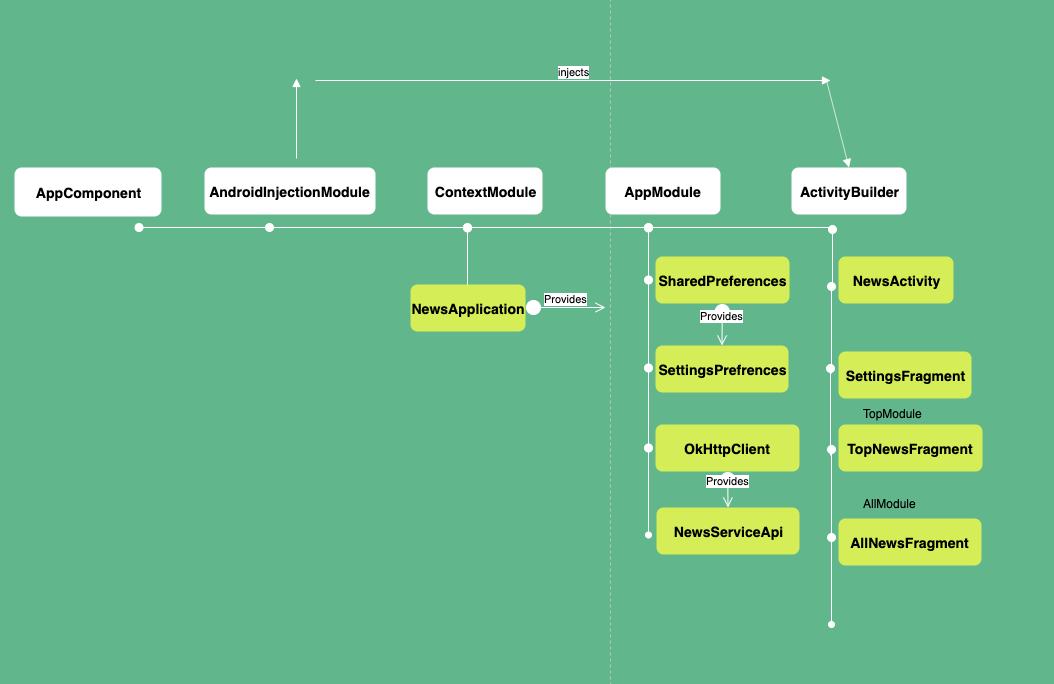 injects
AppComponent
AndroidInjectionModule
ContextModule
AppModule
ActivityBuilder
NewsApplication
Provides
SharedPreferences
Provides
SettingsPrefrences
OkHttpClient
Provides
NewsServiceApi
NewsActivity
SettingsFragment
TopModule
TopNewsFragment
AllModule
AllNewsFragment